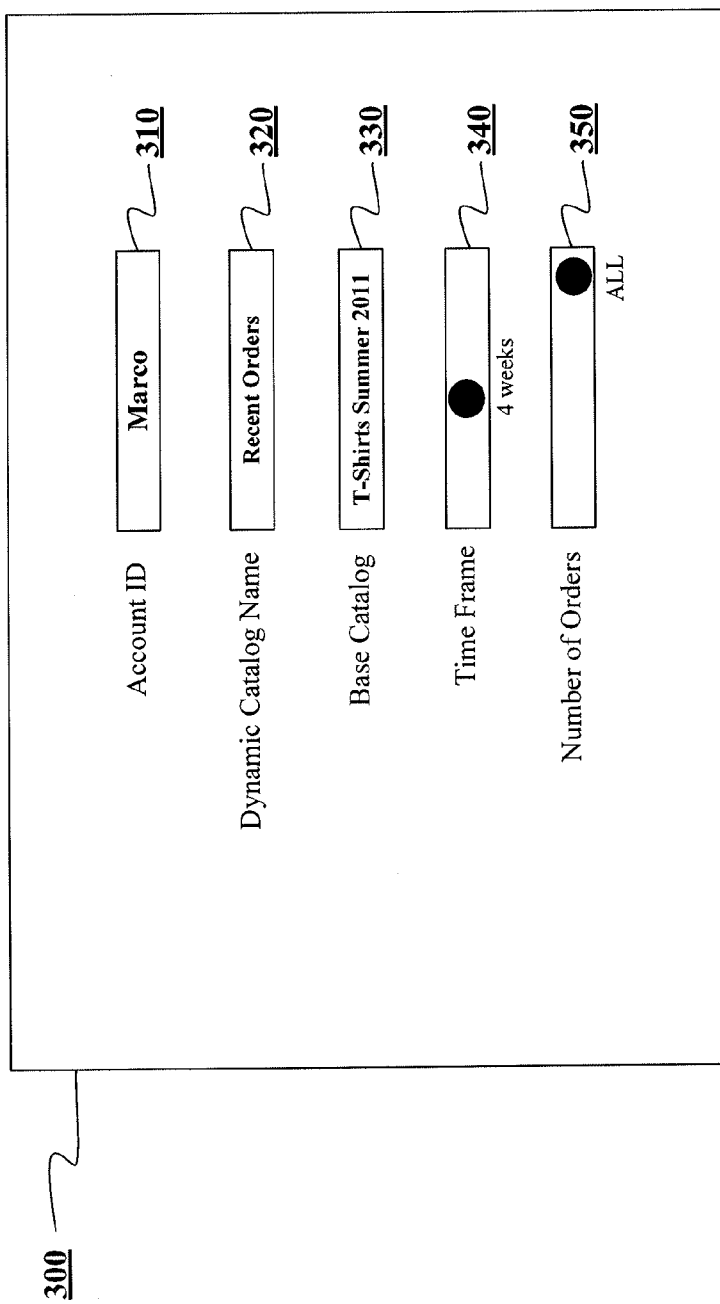 300
Account ID Marco 310
Dynamic Catalog Name Recent Orders 320
Base Catalog T-Shirts Summer 2011 330
Time Frame 340
4 weeks
Number of Orders 350
ALL